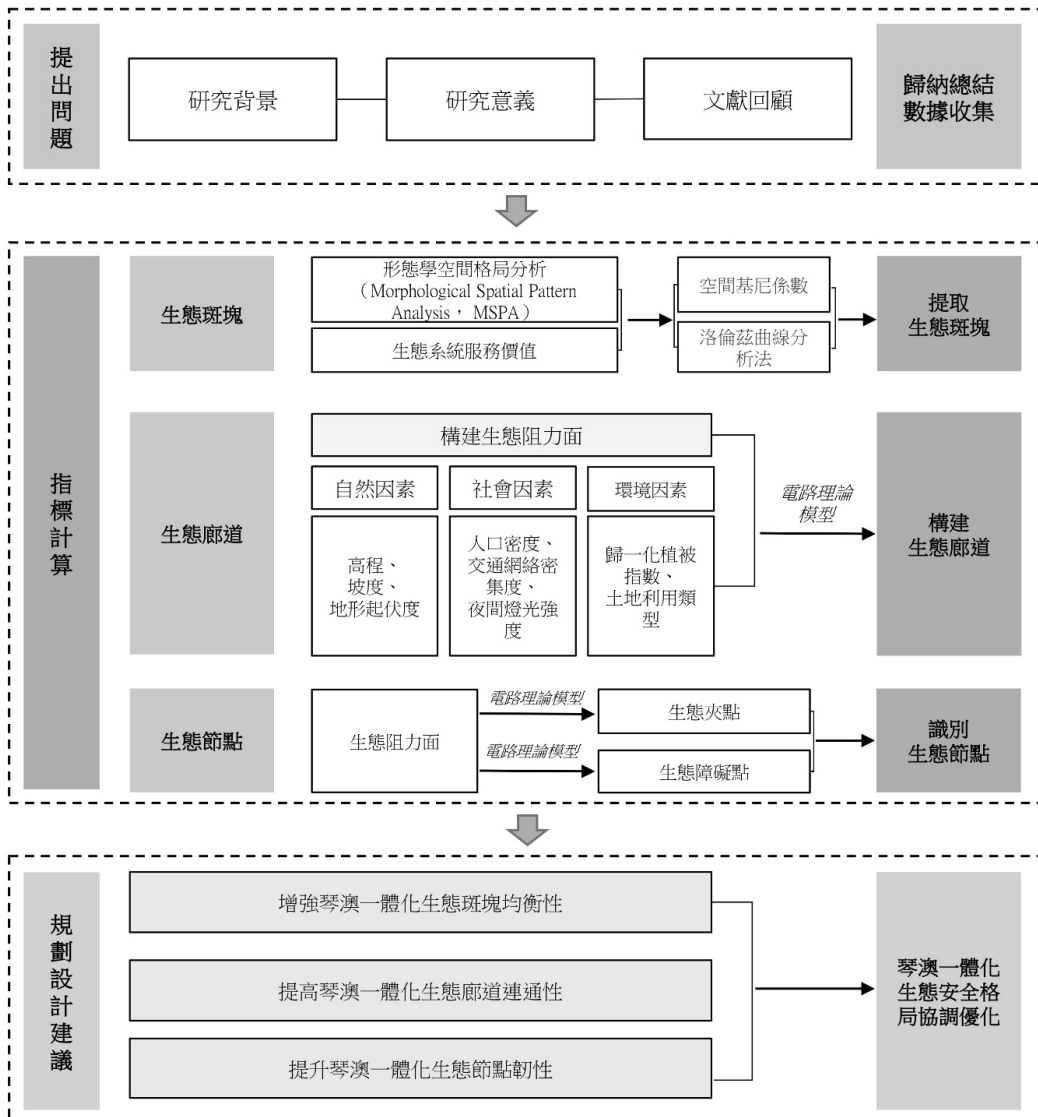 提出問題
研究背景
研究意義
文獻回顧
歸納總結
數據收集
指標計算
生態斑塊
形態學空間格局分析
（Morphological Spatial Pattern
Analysis， MSPA）
生態系統服務價值
空間基尼係數
洛倫茲曲線分
析法
提取
生態斑塊
生態廊道
構建生態阻力面
自然因素
社會因素
環境因素
高程、
坡度、
地形起伏度
人口密度、
交通網絡密
集度、
夜間燈光強
度
歸一化植被
指數、
土地利用類
型
電路理論
模型
構建
生態廊道
生態節點
生態阻力面
電路理論模型
電路理論模型
生態夾點
生態障礙點
識別
生態節點
規劃設計建議
增強琴澳一體化生態斑塊均衡性
提高琴澳一體化生態廊道連通性
提升琴澳一體化生態節點韌性
琴澳一體化
生態安全格
局協調優化